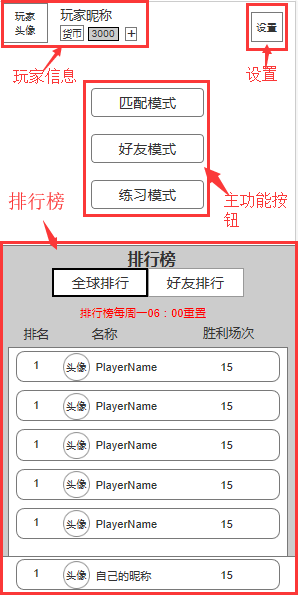 玩家
头像
玩家昵称
货币 3000 +
设置
玩家信息
设置
匹配模式
好友模式
练习模式
主功能按
钮
排行榜
排行榜
全球排行 好友排行
排行榜每周一06：00重置
排名 名称 胜利场次
1 头像 PlayerName 15
1 头像 PlayerName 15
1 头像 PlayerName 15
1 头像 PlayerName 15
1 头像 PlayerName 15
1 头像 自己的昵称 15